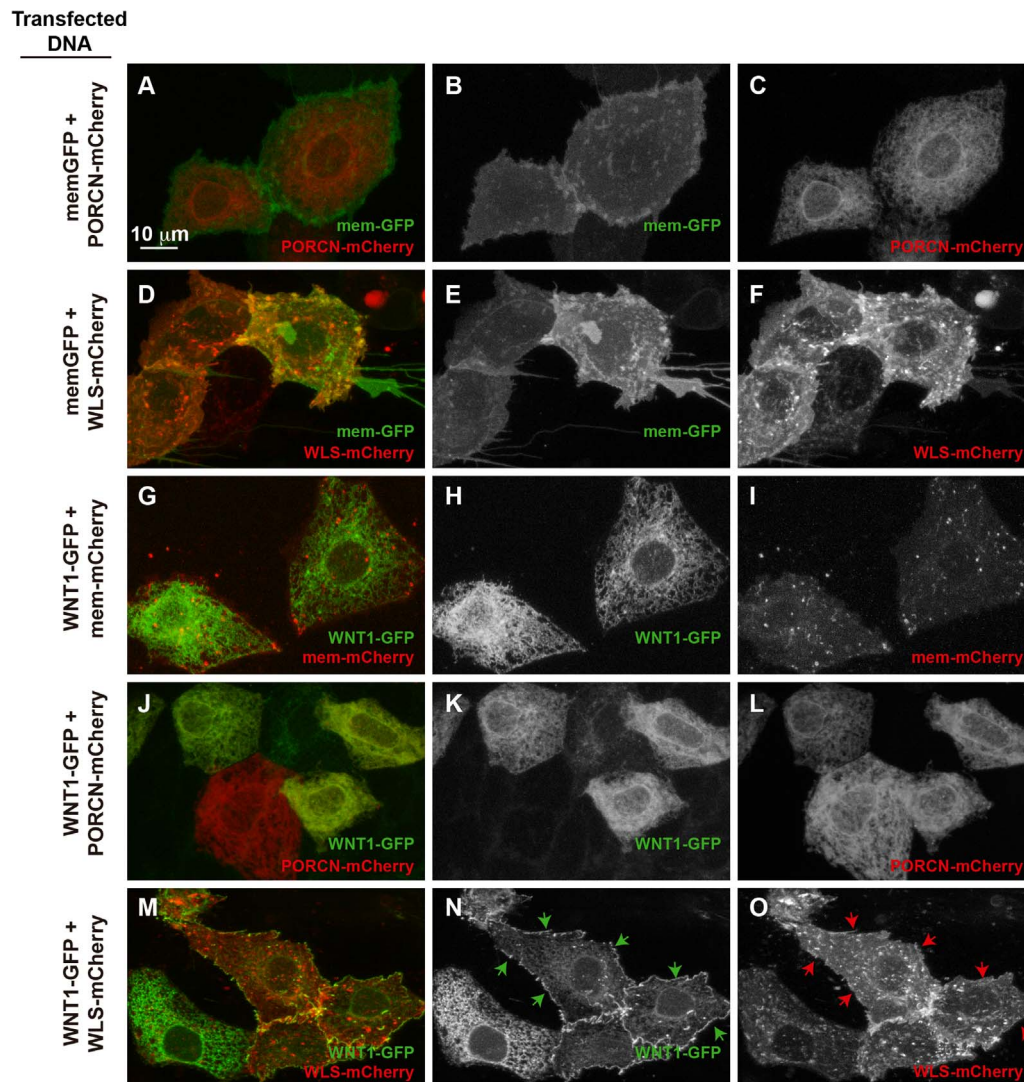 Transfected
DNA
memGFP +
PORCN-mCherry
A
10 μm
mem-GFP
PORCN-mCherry
B
mem-GFP
C
PORCN-mCherry
memGFP +
WLS-mCherry
D
mem-GFP
WLS-mCherry
E
mem-GFP
F
WLS-mCherry
WNT1-GFP +
mem-mCherry
G
WNT1-GFP
mem-mCherry
H
WNT1-GFP
I
mem-mCherry
WNT1-GFP +
PORCN-mCherry
J
WNT1-GFP
PORCN-mCherry
K
WNT1-GFP
L
PORCN-mCherry
WNT1-GFP +
WLS-mCherry
M
WNT1-GFP
WLS-mCherry
N
WNT1-GFP
O
WLS-mCherry